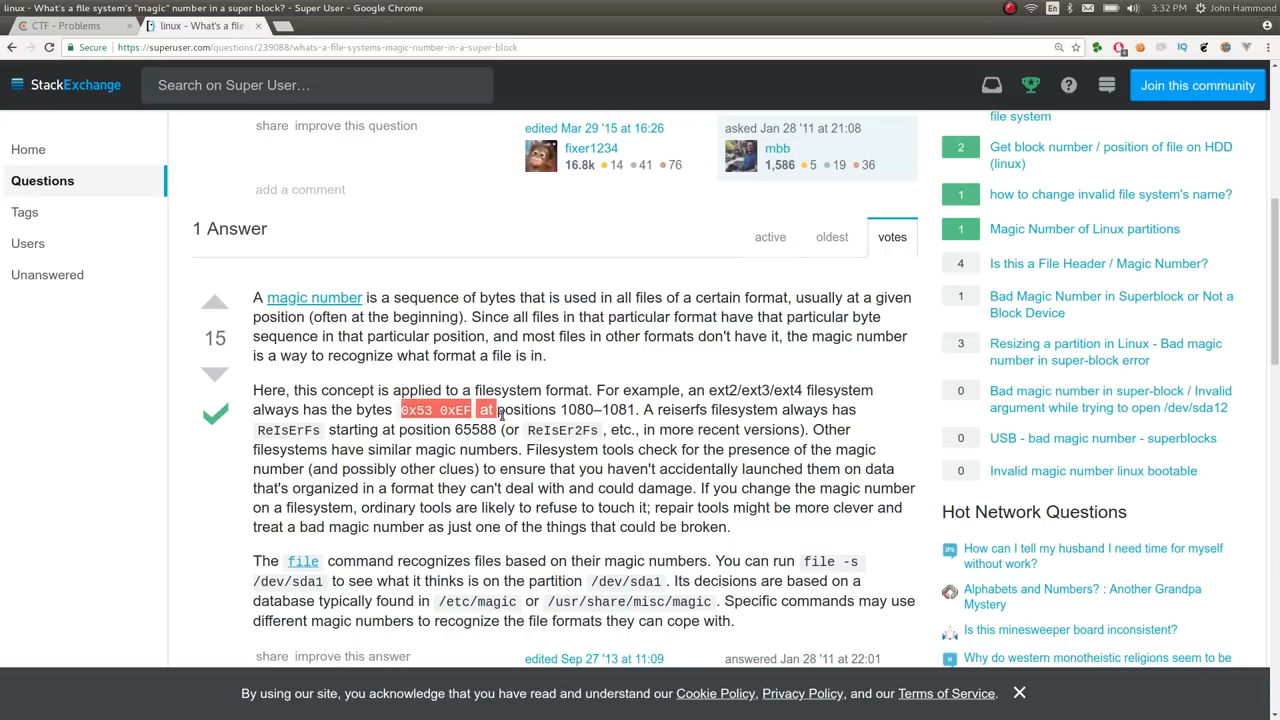 linux - What's a file system's "magic" number in a super block? - Super User - Google Chrome
En
3:32 PM
John Hammond
CTF - Problems
linux - What's a file
Secure
https://superuser.com/questions/239088/whats-a-file-systems-magic-number-in-a-super-block
StackExchange
Search on Super User…
Join this community
Home
Questions
Tags
Users
Unanswered
share improve this question
edited Mar 29 '15 at 16:26
fixer1234
16.8k 14 41 76
asked Jan 28 '11 at 21:08
mbb
1,586 5 19 36
add a comment
1 Answer
active
oldest
votes
15
A magic number is a sequence of bytes that is used in all files of a certain format, usually at a given
position (often at the beginning). Since all files in that particular format have that particular byte
sequence in that particular position, and most files in other formats don't have it, the magic number
is a way to recognize what format a file is in.
Here, this concept is applied to a filesystem format. For example, an ext2/ext3/ext4 filesystem
always has the bytes 0x53 0xEF at positions 1080–1081. A reiserfs filesystem always has
ReIsErFs starting at position 65588 (or ReIsEr2Fs, etc., in more recent versions). Other
filesystems have similar magic numbers. Filesystem tools check for the presence of the magic
number (and possibly other clues) to ensure that you haven't accidentally launched them on data
that's organized in a format they can't deal with and could damage. If you change the magic number
on a filesystem, ordinary tools are likely to refuse to touch it; repair tools might be more clever and
treat a bad magic number as just one of the things that could be broken.
The file command recognizes files based on their magic numbers. You can run file -s
/dev/sda1 to see what it thinks is on the partition /dev/sda1. Its decisions are based on a
database typically found in /etc/magic or /usr/share/misc/magic. Specific commands may use
different magic numbers to recognize the file formats they can cope with.
share improve this answer
edited Sep 27 '13 at 11:09
answered Jan 28 '11 at 22:01
file system
2 Get block number / position of file on HDD
(linux)
1 how to change invalid file system's name?
1 Magic Number of Linux partitions
4 Is this a File Header / Magic Number?
1 Bad Magic Number in Superblock or Not a
Block Device
3 Resizing a partition in Linux - Bad magic
number in super-block error
0 Bad magic number in super-block / Invalid
argument while trying to open /dev/sda12
0 USB - bad magic number - superblocks
0 Invalid magic number linux bootable
Hot Network Questions
How can I tell my husband I need time for myself
without work?
Alphabets and Numbers? : Another Grandpa
Mystery
Is this minesweeper board inconsistent?
Why do western monotheistic religions seem to be
By using our site, you acknowledge that you have read and understand our Cookie Policy, Privacy Policy, and our Terms of Service.